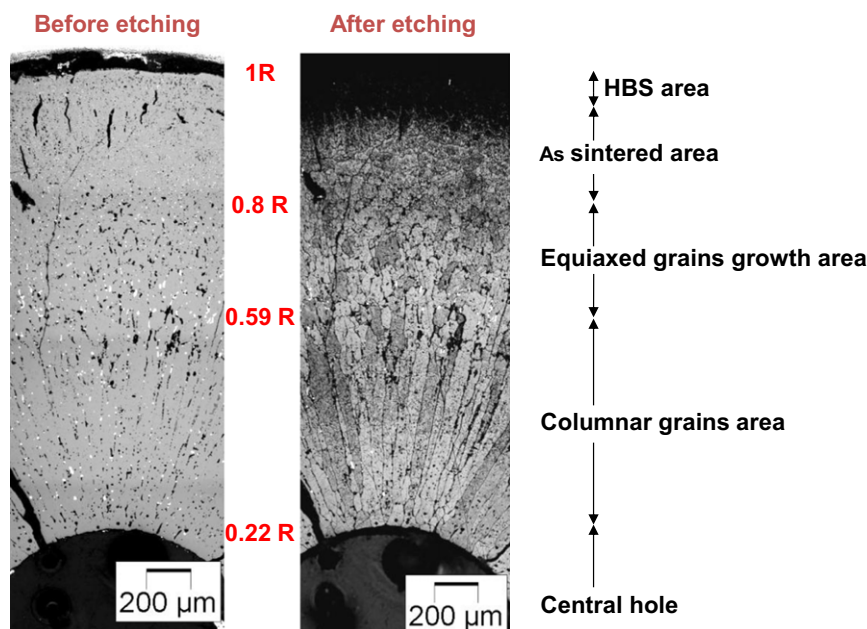 Before etching
After etching
1R
HBS area
As sintered area
0.8 R
Equiaxed grains growth area
0.59 R
Columnar grains area
0.22 R
200 µm
200 µm
Central hole